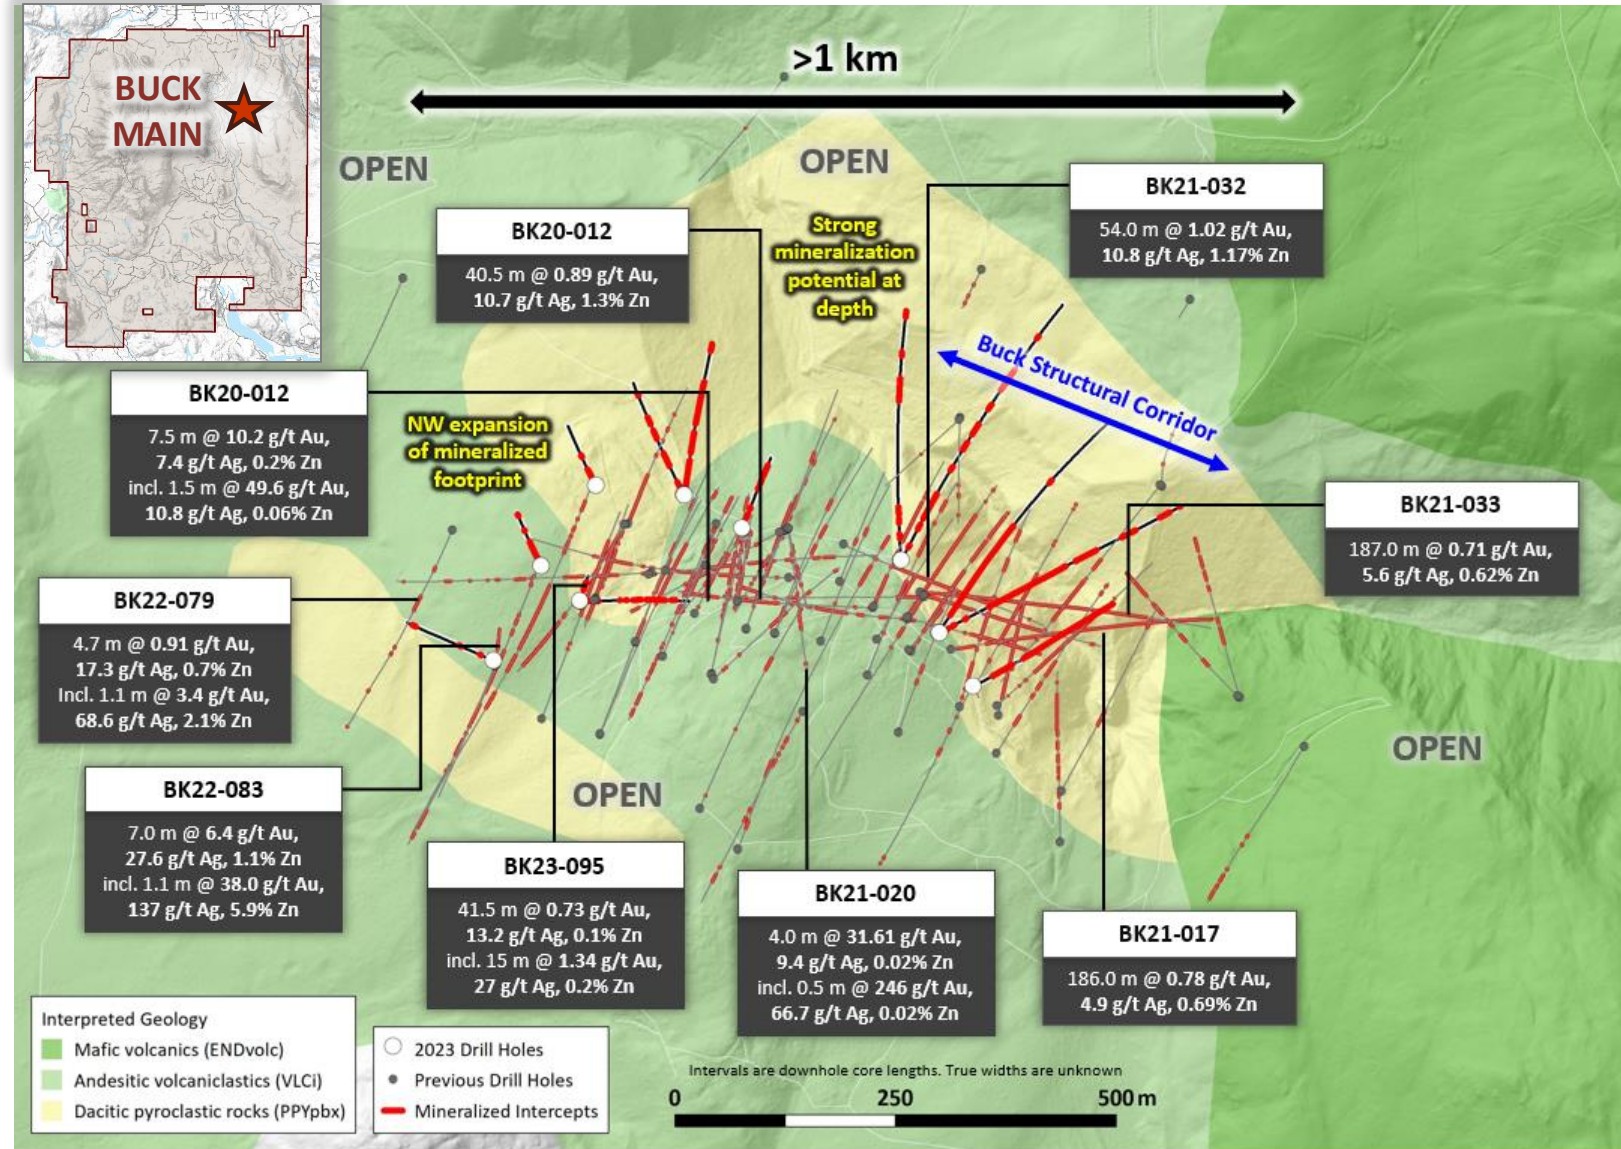 BUCK
MAIN
>1 km
OPEN
OPEN
BK21-032
54.0 m @ 1.02 g/t Au,
10.8 g/t Ag, 1.17% Zn
BK20-012
40.5 m @ 0.89 g/t Au,
10.7 g/t Ag, 1.3% Zn
Strong
mineralization
potential at
depth
Buck Structural Corridor
BK20-012
7.5 m @ 10.2 g/t Au,
7.4 g/t Ag, 0.2% Zn
incl. 1.5 m @ 49.6 g/t Au,
10.8 g/t Ag, 0.06% Zn
NW expansion
of mineralized
footprint
BK21-033
187.0 m @ 0.71 g/t Au,
5.6 g/t Ag, 0.62% Zn
BK22-079
4.7 m @ 0.91 g/t Au,
17.3 g/t Ag, 0.7% Zn
Incl. 1.1 m @ 3.4 g/t Au,
68.6 g/t Ag, 2.1% Zn
OPEN
OPEN
BK22-083
7.0 m @ 6.4 g/t Au,
27.6 g/t Ag, 1.1% Zn
incl. 1.1 m @ 38.0 g/t Au,
137 g/t Ag, 5.9% Zn
BK23-095
41.5 m @ 0.73 g/t Au,
13.2 g/t Ag, 0.1% Zn
incl. 15 m @ 1.34 g/t Au,
27 g/t Ag, 0.2% Zn
BK21-020
4.0 m @ 31.61 g/t Au,
9.4 g/t Ag, 0.02% Zn
incl. 0.5 m @ 246 g/t Au,
66.7 g/t Ag, 0.02% Zn
BK21-017
186.0 m @ 0.78 g/t Au,
4.9 g/t Ag, 0.69% Zn
Interpreted Geology
Mafic volcanics (ENDvolc)
Andesitic volcaniclastics (VLCi)
Dacitic pyroclastic rocks (PPYpbx)
2023 Drill Holes
Previous Drill Holes
Mineralized Intercepts
Intervals are downhole core lengths. True widths are unknown
0 250 500 m